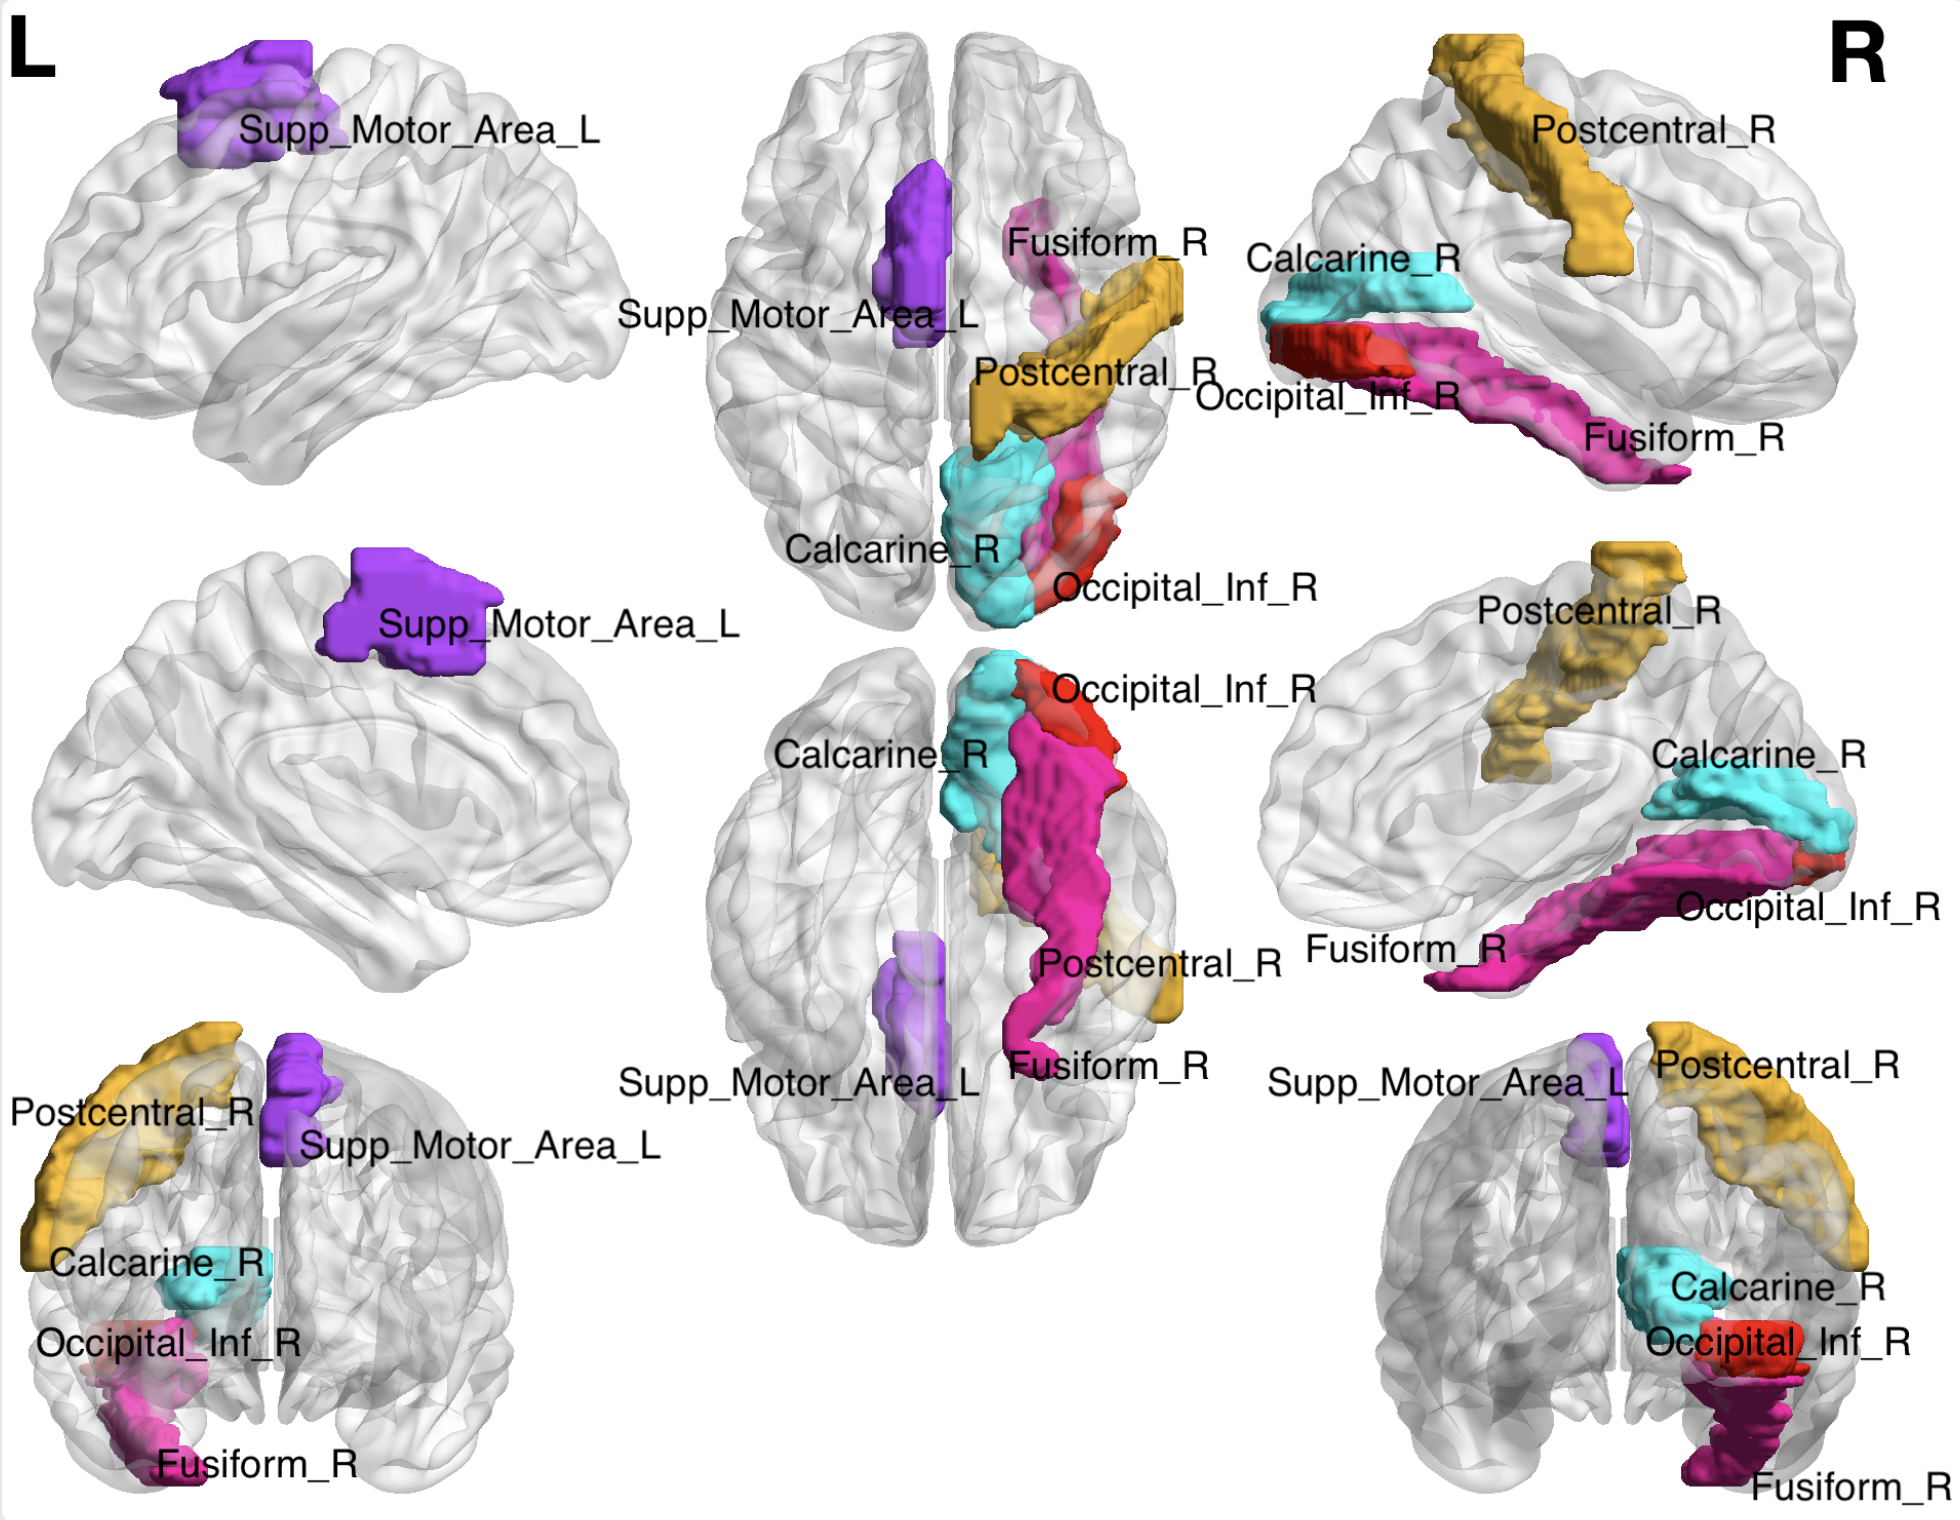 L
R
Supp_Motor_Area_L
Fusiform_R
Supp_Motor_Area_L
Postcentral_R
Calcarine_R
Occipital_Inf_R
Postcentral_R
Calcarine_R
Occipital_Inf_R
Fusiform_R
Supp_Motor_Area_L
Occipital_Inf_R
Calcarine_R
Postcentral_R
Supp_Motor_Area_L
Fusiform_R
Postcentral_R
Calcarine_R
Occipital_Inf_R
Fusiform_R
Postcentral_R
Supp_Motor_Area_L
Calcarine_R
Occipital_Inf_R
Fusiform_R
Supp_Motor_Area_L
Postcentral_R
Calcarine_R
Occipital_Inf_R
Fusiform_R